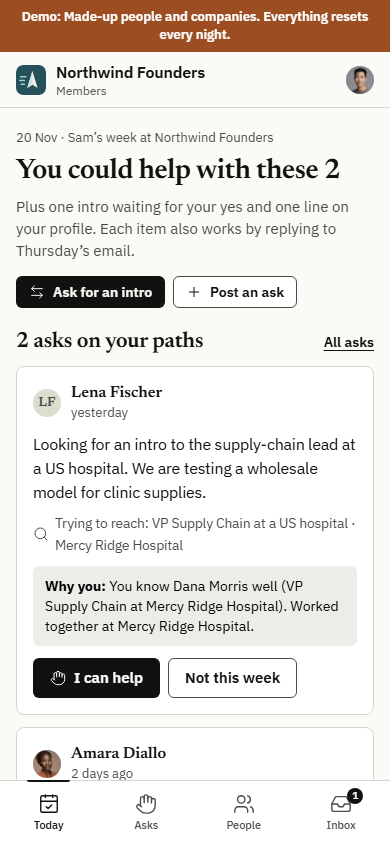 Demo: Made-up people and companies. Everything resets
every night.
Northwind Founders
Members
20 Nov · Sam's week at Northwind Founders
You could help with these 2
Plus one intro waiting for your yes and one line on
your profile. Each item also works by replying to
Thursday's email.
Ask for an intro
Post an ask
2 asks on your paths
All asks
LF
Lena Fischer
yesterday
Looking for an intro to the supply-chain lead at
a US hospital. We are testing a wholesale
model for clinic supplies.
Trying to reach: VP Supply Chain at a US hospital ·
Mercy Ridge Hospital
Why you: You know Dana Morris well (VP
Supply Chain at Mercy Ridge Hospital). Worked
together at Mercy Ridge Hospital.
I can help
Not this week
Amara Diallo
2 days ago
Today
Asks
People
1
Inbox